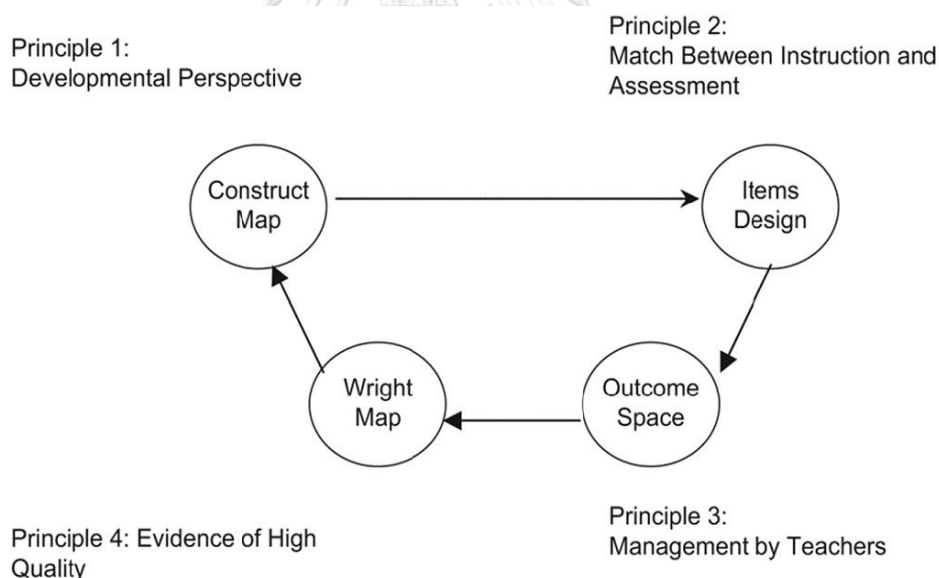 Principle 1:
Developmental Perspective
Principle 2:
Match Between Instruction and
Assessment
Construct
Map
Items
Design
Wright
Map
Outcome
Space
Principle 4: Evidence of High
Quality
Principle 3:
Management by Teachers